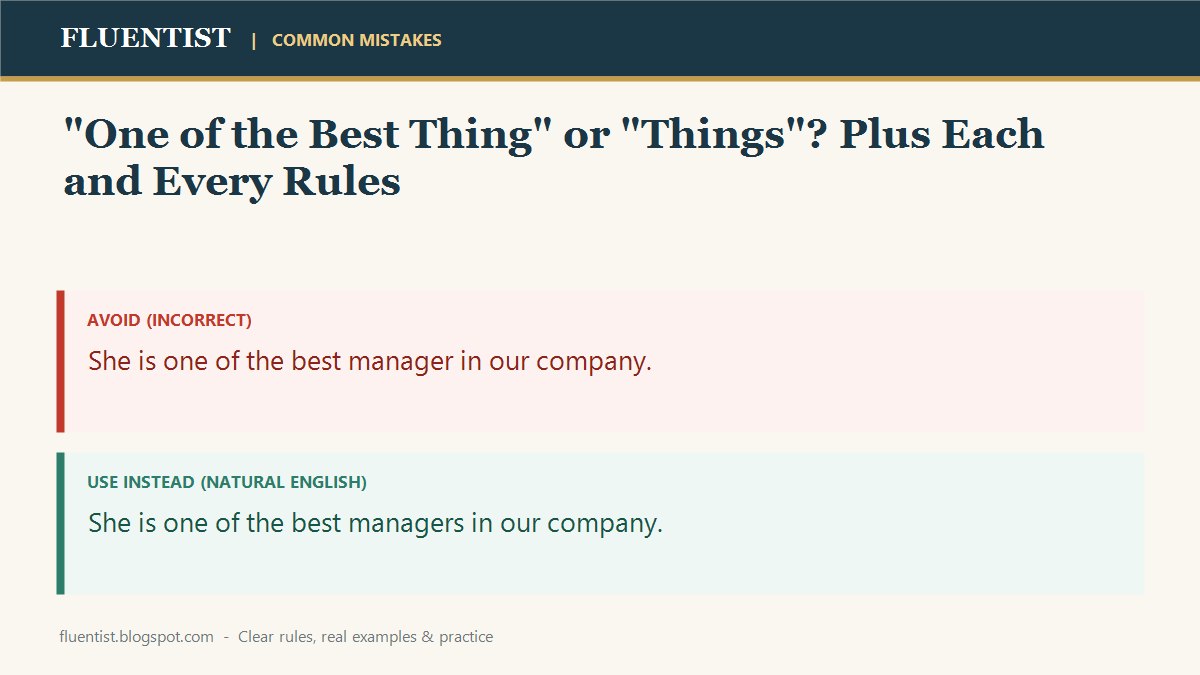 FLUENTIST | COMMON MISTAKES
"One of the Best Thing" or "Things"? Plus Each
and Every Rules
AVOID (INCORRECT)
She is one of the best manager in our company.
USE INSTEAD (NATURAL ENGLISH)
She is one of the best managers in our company.
fluentist.blogspot.com - Clear rules, real examples & practice